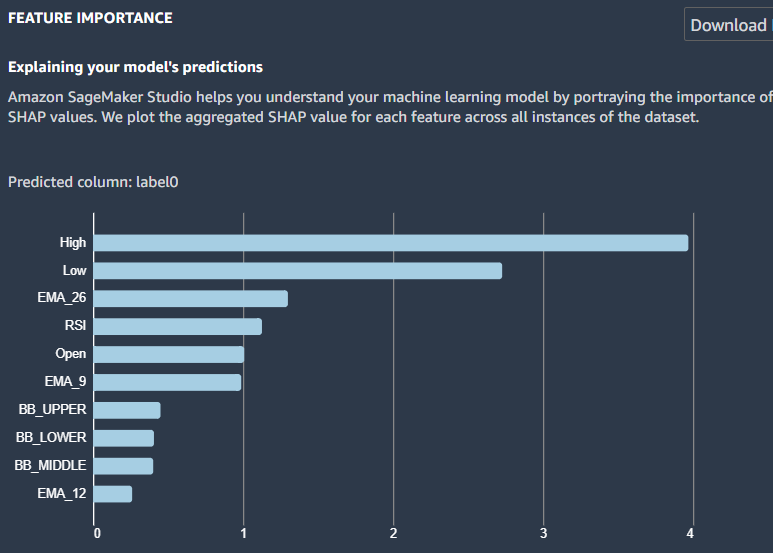 FEATURE IMPORTANCE
Download
Explaining your model's predictions
Amazon SageMaker Studio helps you understand your machine learning model by portraying the importance of
SHAP values. We plot the aggregated SHAP value for each feature across all instances of the dataset.
Predicted column: label0
High
Low
EMA_26
RSI
Open
EMA_9
BB_UPPER
BB_LOWER
BB_MIDDLE
EMA_12
0 1 2 3 4